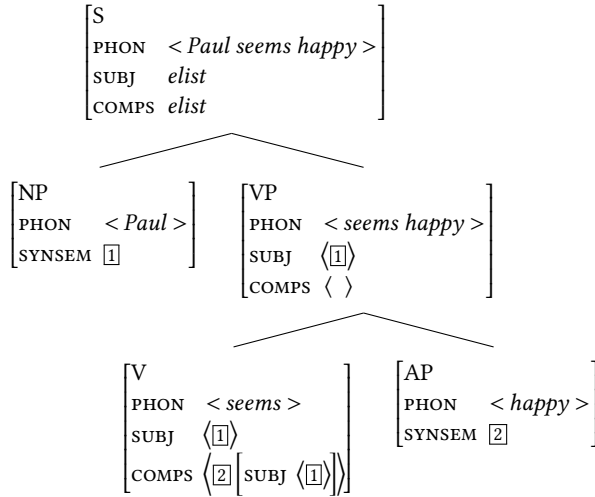 S
PHON < Paul seems happy >
SUBJ elist
COMPS elist
NP
PHON < Paul >
SYNSEM 1
VP
PHON < seems happy >
SUBJ ⟨1⟩
COMPS ⟨ ⟩
V
PHON < seems >
SUBJ ⟨1⟩
COMPS ⟨2 [SUBJ ⟨1⟩]⟩
AP
PHON < happy >
SYNSEM 2